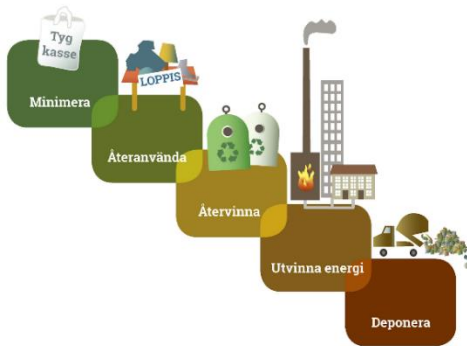 Tyg
kasse
Minimera
LOPPIS
Återanvända
Återvinna
Utvinna energi
Deponera